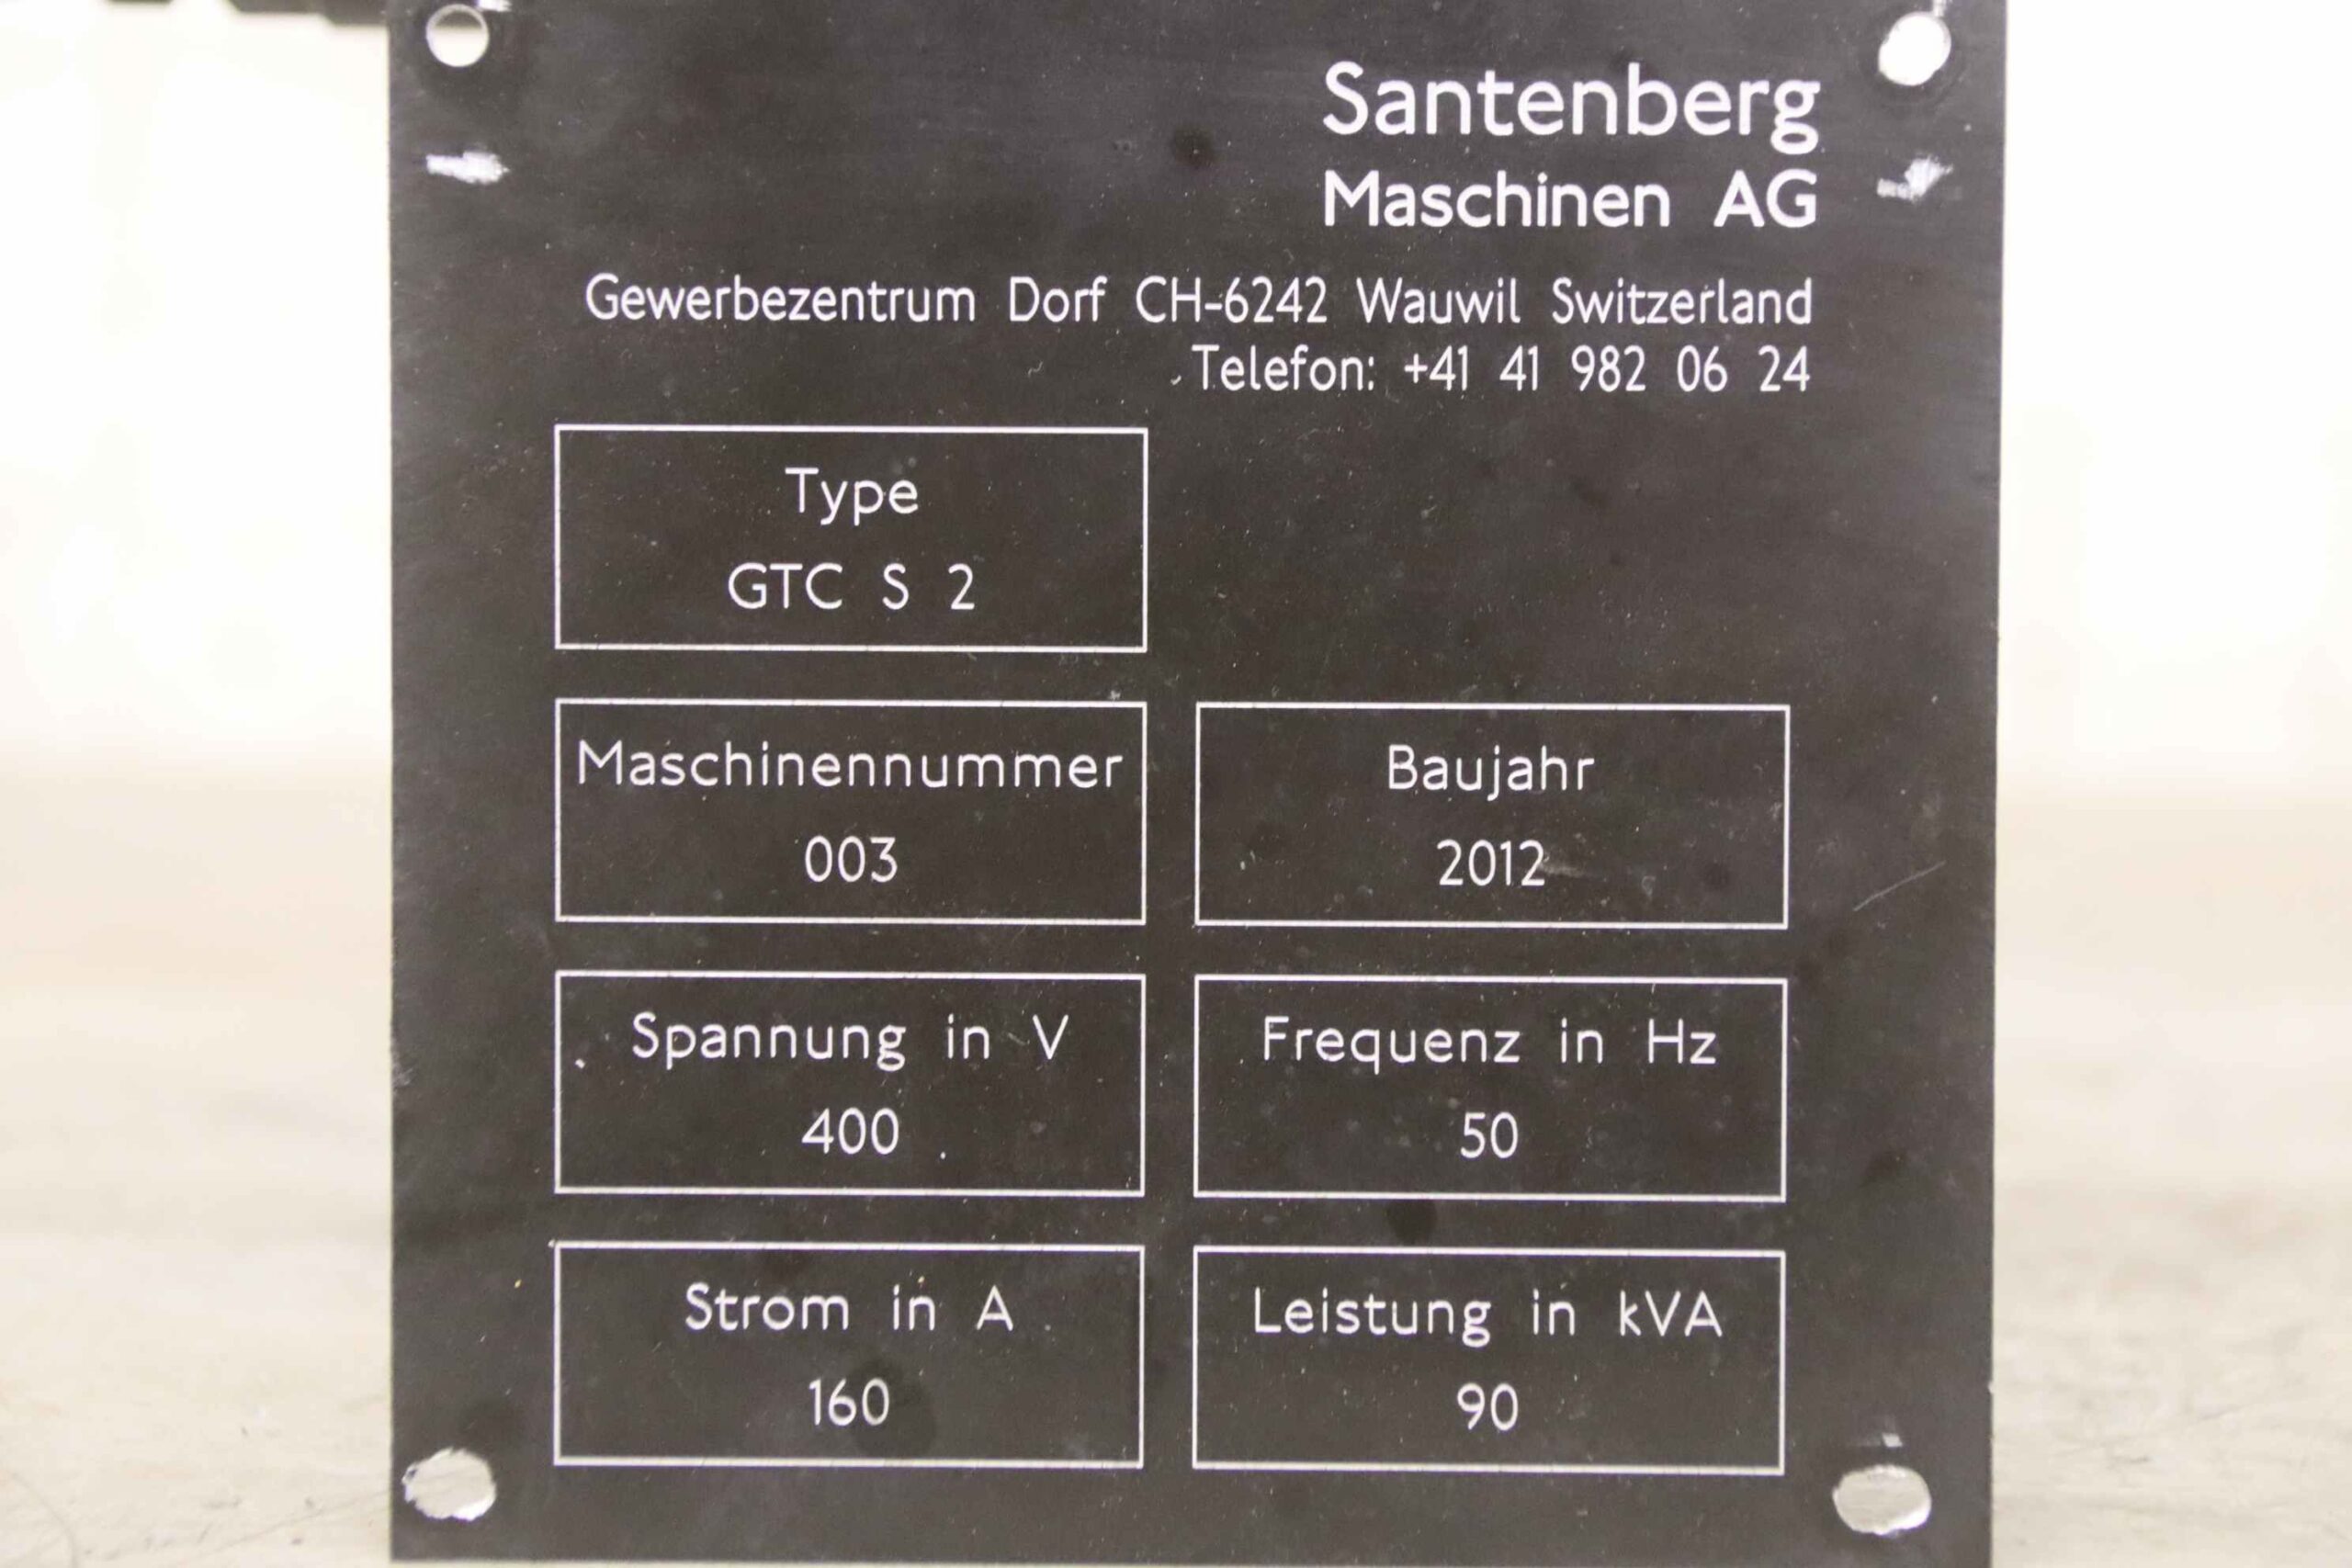 Santenberg
Maschinen AG
Gewerbezentrum Dorf CH-6242 Wauwil Switzerland
Telefon: +41 41 982 06 24
Type
GTC S 2
Maschinennummer
003
Baujahr
2012
Spannung in V
400
Frequenz in Hz
50
Strom in A
160
Leistung in kVA
90